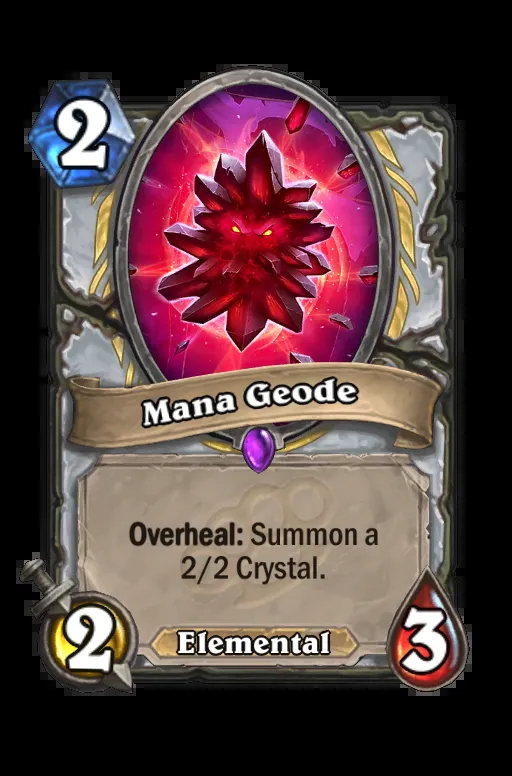 2
Mana Geode
Overheal: Summon a
2/2 Crystal.
2
Elemental
3